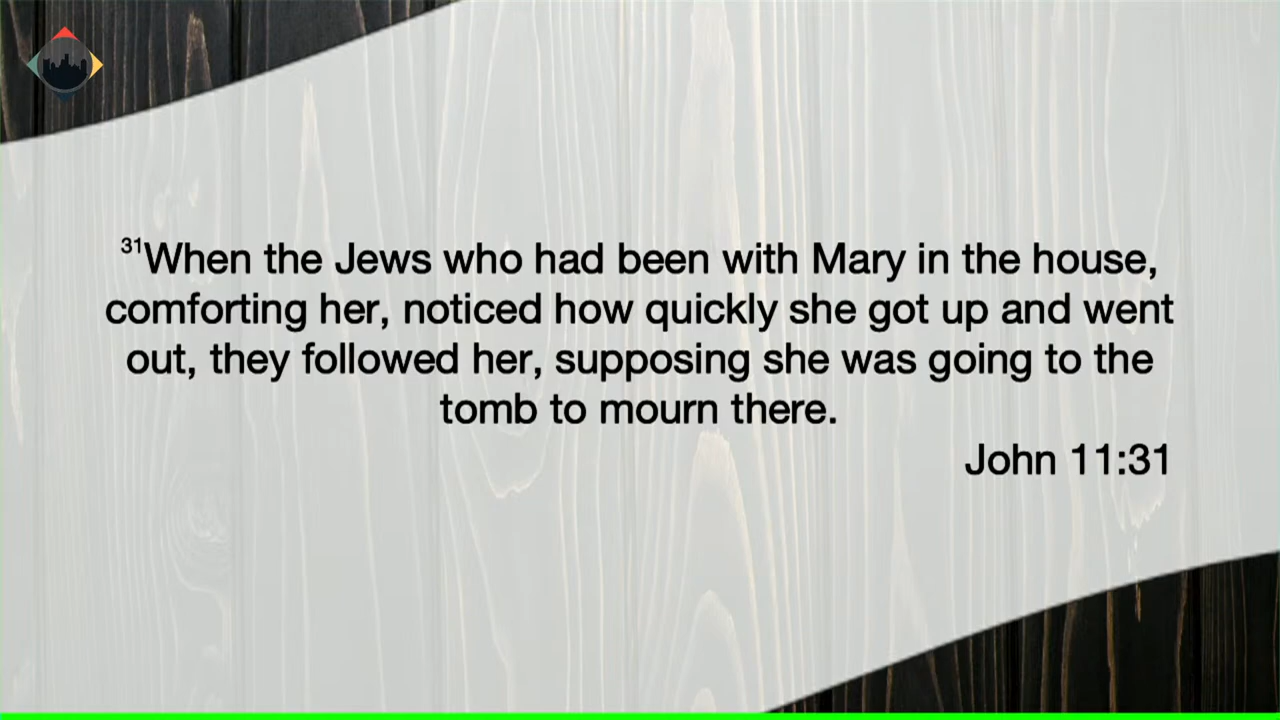 ³¹When the Jews who had been with Mary in the house,
comforting her, noticed how quickly she got up and went
out, they followed her, supposing she was going to the
tomb to mourn there.
John 11:31